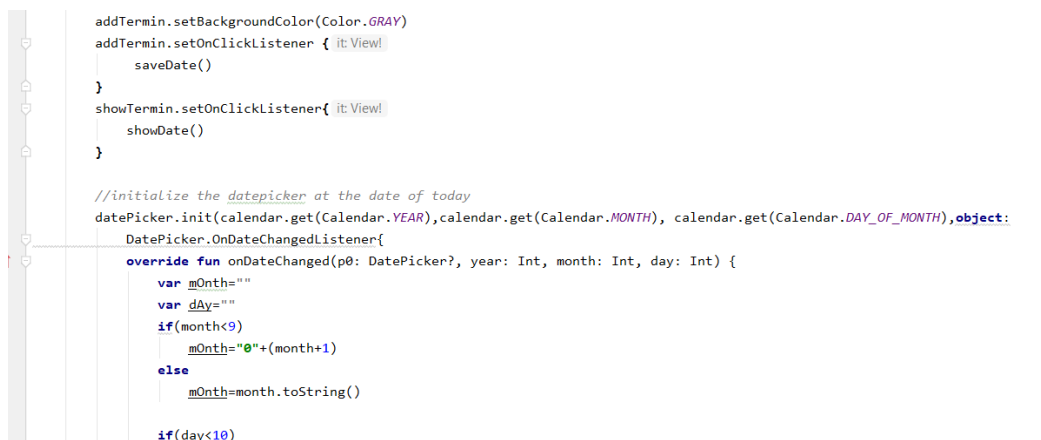 addTermin.setBackgroundColor(Color.GRAY)
addTermin.setOnClickListener { it: View!
saveDate()
}
showTermin.setOnClickListener{ it: View!
showDate()
}
//initialize the datepicker at the date of today
datePicker.init(calendar.get(Calendar.YEAR),calendar.get(Calendar.MONTH), calendar.get(Calendar.DAY_OF_MONTH),object:
DatePicker.OnDateChangedListener{
override fun onDateChanged(p0: DatePicker?, year: Int, month: Int, day: Int) {
var mOnth=""
var dAy=""
if(month<9)
mOnth="0"+(month+1)
else
mOnth=month.toString()
if(day<10)